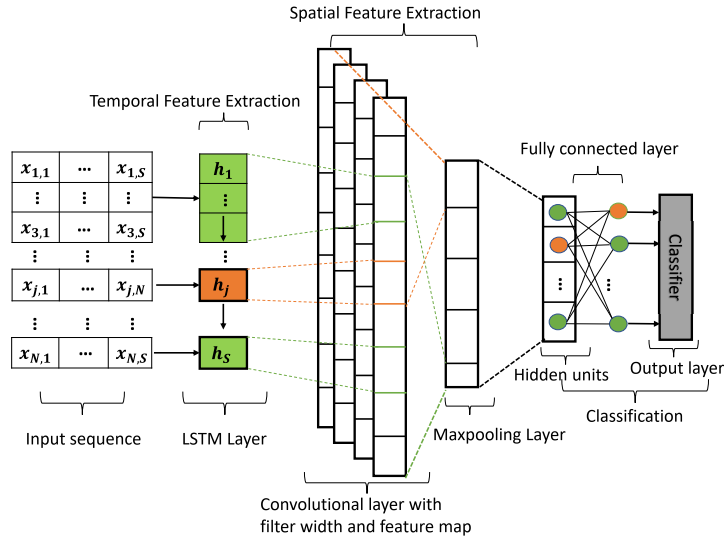 Spatial Feature Extraction
Temporal Feature Extraction
Fully connected layer
x1,1 ... x1,S
⋮ ⋮ ⋮
x3,1 ... x3,S
⋮ ⋮
xj,1 ... xj,N
⋮ ⋮
xN,1 ... xN,S
h1
⋮
⋮
hj
hS
⋮
⋮
Classifier
Input sequence
LSTM Layer
Convolutional layer with
filter width and feature map
Maxpooling Layer
Hidden units
Output layer
Classification